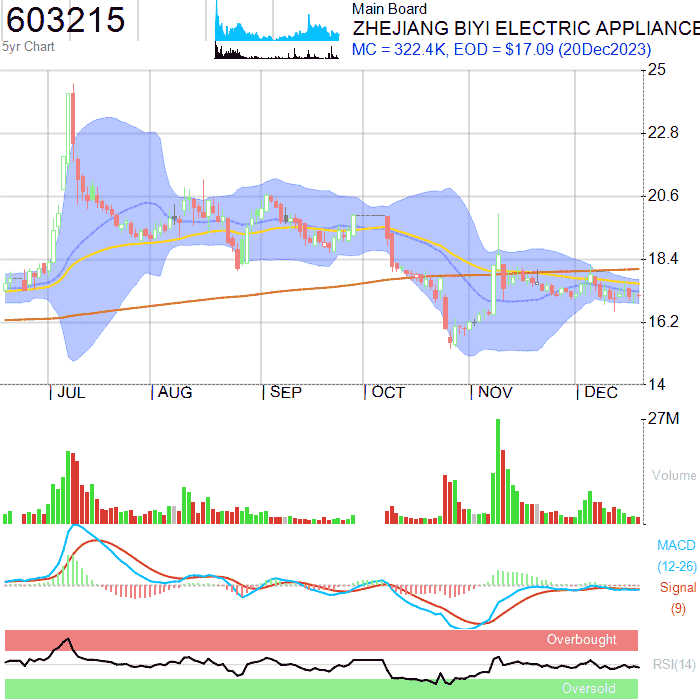 603215
5yr Chart
Main Board
ZHEJIANG BIYI ELECTRIC APPLIANCE
MC = 322.4K, EOD = $17.09 (20Dec2023)
25
22.8
20.6
18.4
16.2
14
JUL AUG SEP OCT NOV DEC
27M
Volume
MACD
(12-26)
Signal
(9)
Overbought
RSI(14)
Oversold